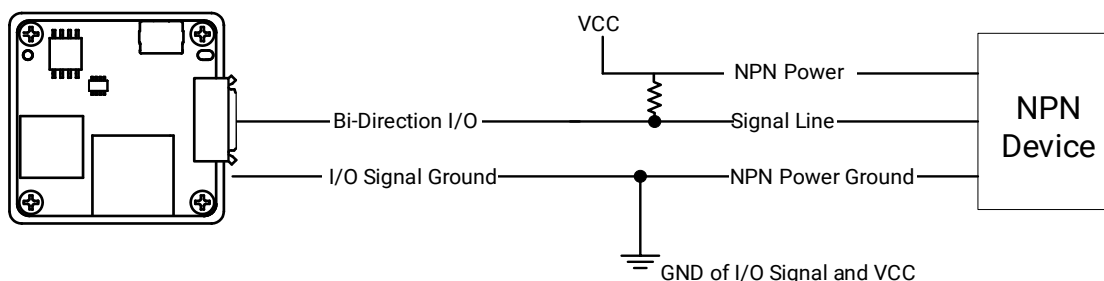 VCC
NPN Power
Bi-Direction I/O
Signal Line
NPN
Device
I/O Signal Ground
NPN Power Ground
GND of I/O Signal and VCC